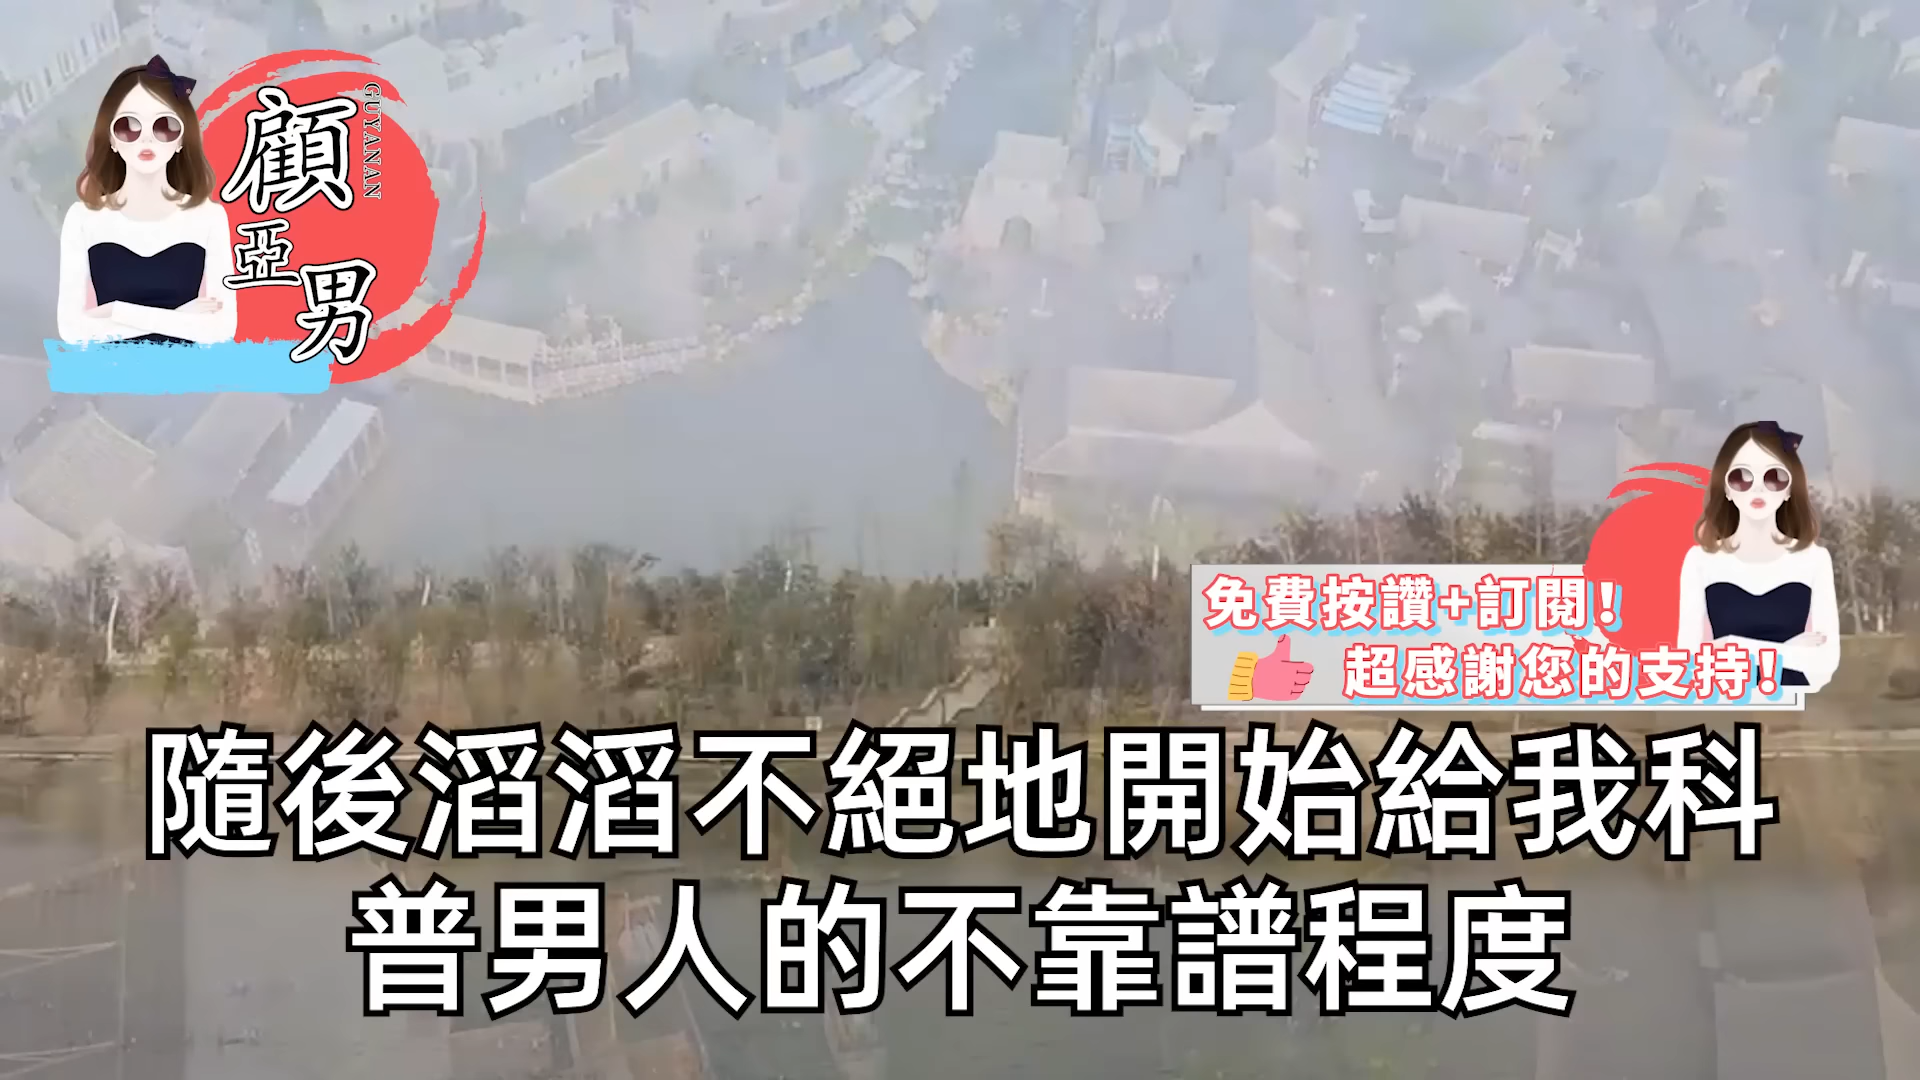 顧亞男
GUYANAN
免費按讚+訂閱!
超感謝您的支持!
隨後滔滔不絕地開始給我科
普男人的不靠譜程度